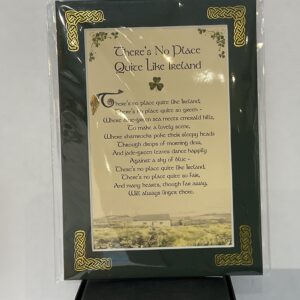 There's No Place
Quite Like Ireland
There's no place quite like Ireland,
There's no place quite so green -
Where blue-green sea meets emerald hills,
To make a lovely scene,
Where shamrocks poke their sleepy heads
Through drops of morning dew,
And jade-green leaves dance happily
Against a sky of blue -
There's no place quite like Ireland,
There's no place quite so fair,
And many hearts, though far away,
Will always linger there.